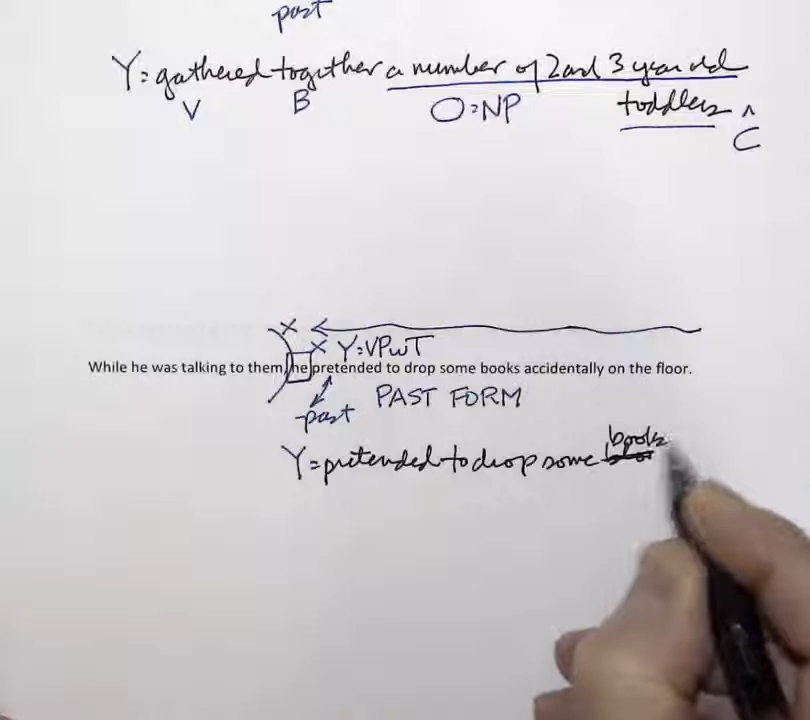 past
Y=gathered together a number of 2 and 3 year old
V B O=NP toddlers ^
C
X
X Y=VPwT
While he was talking to them, he pretended to drop some books accidentally on the floor.
past PAST FORM
books
Y=pretended to drop some